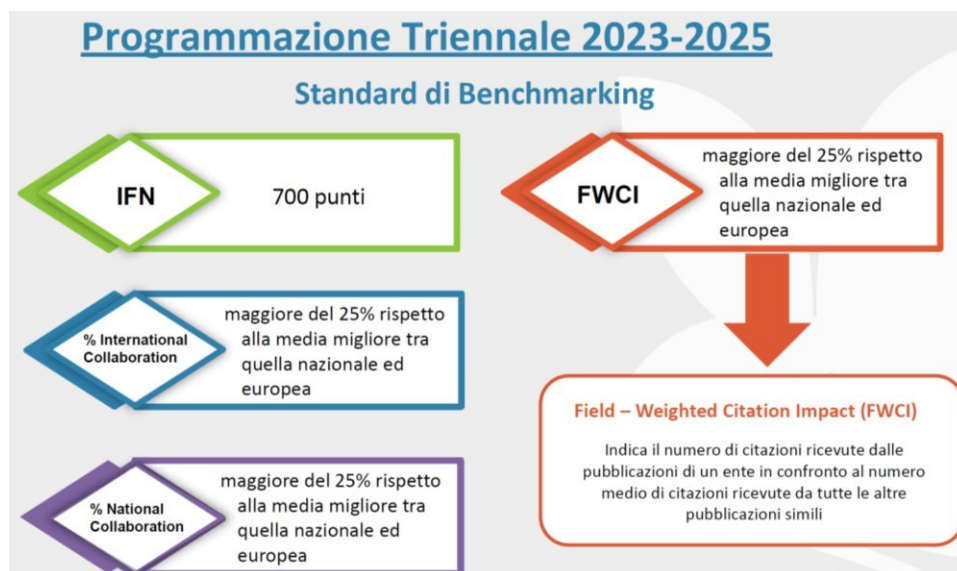 Programmazione Triennale 2023-2025
Standard di Benchmarking
IFN
700 punti
FWCI
maggiore del 25% rispetto
alla media migliore tra
quella nazionale ed
europea
% International
Collaboration
maggiore del 25% rispetto
alla media migliore tra
quella nazionale ed
europea
Field – Weighted Citation Impact (FWCI)
Indica il numero di citazioni ricevute dalle
pubblicazioni di un ente in confronto al numero
medio di citazioni ricevute da tutte le altre
pubblicazioni simili
% National
Collaboration
maggiore del 25% rispetto
alla media migliore tra
quella nazionale ed
europea